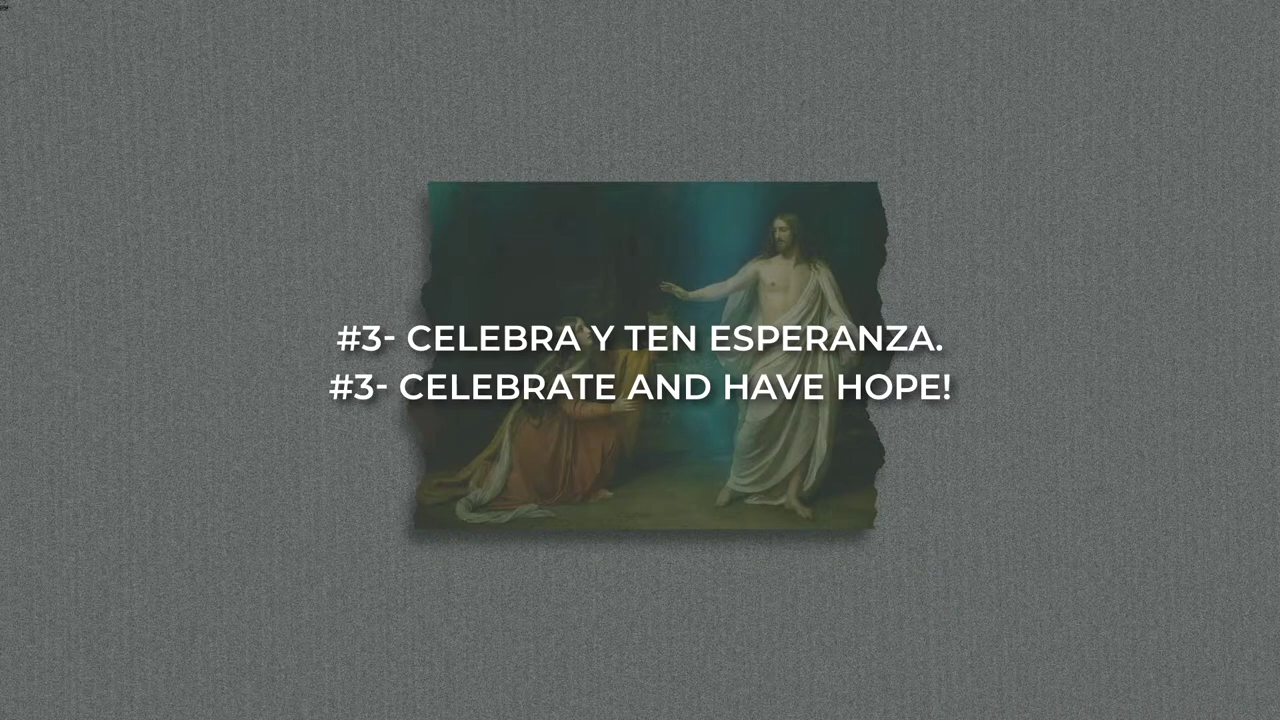 #3- CELEBRA Y TEN ESPERANZA.
#3- CELEBRATE AND HAVE HOPE!